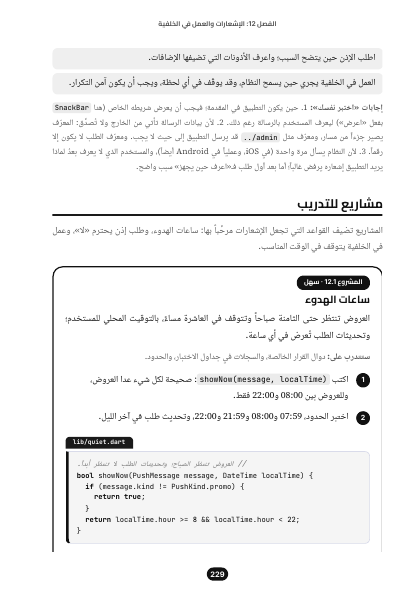 الفصل 12: الإشعارات والعمل في الخلفية
اطلب الإذن حين يتضح السبب؛ واعرف الأذونات التي تضيفها الإضافات.
العمل في الخلفية يجري حين يسمح النظام، وقد يوقَف في أي لحظة، ويجب أن يكون آمن التكرار.
إجابات «اختبر نفسك»: 1. حين يكون التطبيق في المقدمة؛ فيجب أن يعرض شريطه الخاص (هنا SnackBar
بفعل «اعرض») ليعرف المستخدم بالرسالة رغم ذلك. 2. لأن بيانات الرسالة تأتي من الخارج ولا تُصدَّق: المعرّف
يصير جزءاً من مسار، ومعرّف مثل ../admin قد يرسل التطبيق إلى حيث لا يجب. ومعرّف الطلب لا يكون إلا
رقماً. 3. لأن النظام يسأل مرة واحدة (في iOS، وعملياً في Android أيضاً)، والمستخدم الذي لا يعرف بعدُ لماذا
يريد التطبيق إشعاره يرفض غالباً؛ أما بعد أول طلب فـ«اعرف حين يجهز» سبب واضح.
مشاريع للتدريب
المشاريع تضيف القواعد التي تجعل الإشعارات مرحَّباً بها: ساعات الهدوء، وطلب إذن يحترم «لا»، وعمل
في الخلفية يتوقف في الوقت المناسب.
المشروع 12.1 · سهل
ساعات الهدوء
العروض تنتظر حتى الثامنة صباحاً وتتوقف في العاشرة مساءً، بالتوقيت المحلي للمستخدم؛
وتحديثات الطلب تُعرض في أي ساعة.
ستتدرب على: دوال القرار الخالصة، والسجلات في جداول الاختبار، والحدود.
1 اكتب showNow(message, localTime): صحيحة لكل شيء عدا العروض،
وللعروض بين 08:00 و22:00 فقط.
2 اختبر الحدود، 07:59 و08:00 و21:59 و22:00، وتحديث طلب في آخر الليل.
lib/quiet.dart
// العروض تنتظر الصباح؛ وتحديثات الطلب لا تنتظر أبداً.
bool showNow(PushMessage message, DateTime localTime) {
if (message.kind != PushKind.promo) {
return true;
}
return localTime.hour >= 8 && localTime.hour < 22;
}
229